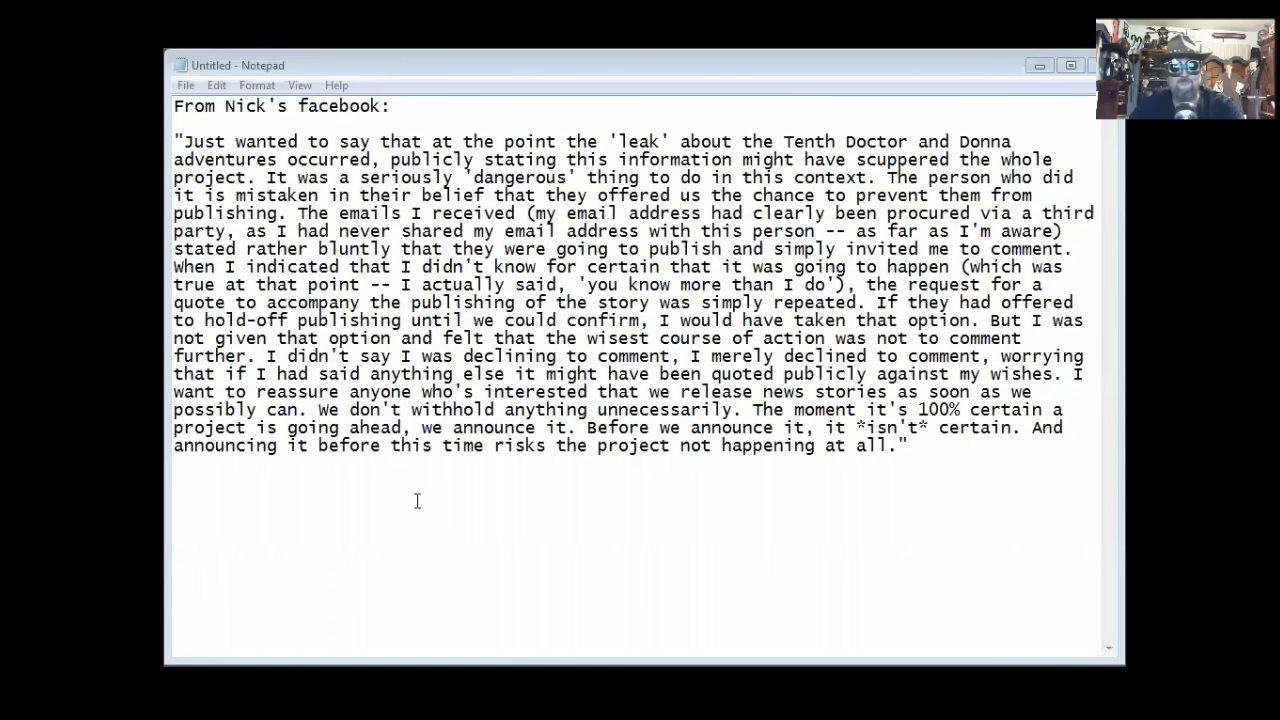 Untitled - Notepad
File Edit Format View Help
From Nick's facebook:
"Just wanted to say that at the point the 'leak' about the Tenth Doctor and Donna
adventures occurred, publicly stating this information might have scuppered the whole
project. It was a seriously 'dangerous' thing to do in this context. The person who did
it is mistaken in their belief that they offered us the chance to prevent them from
publishing. The emails I received (my email address had clearly been procured via a third
party, as I had never shared my email address with this person -- as far as I'm aware)
stated rather bluntly that they were going to publish and simply invited me to comment.
When I indicated that I didn't know for certain that it was going to happen (which was
true at that point -- I actually said, 'you know more than I do'), the request for a
quote to accompany the publishing of the story was simply repeated. If they had offered
to hold-off publishing until we could confirm, I would have taken that option. But I was
not given that option and felt that the wisest course of action was not to comment
further. I didn't say I was declining to comment, I merely declined to comment, worrying
that if I had said anything else it might have been quoted publicly against my wishes. I
want to reassure anyone who's interested that we release news stories as soon as we
possibly can. We don't withhold anything unnecessarily. The moment it's 100% certain a
project is going ahead, we announce it. Before we announce it, it *isn't* certain. And
announcing it before this time risks the project not happening at all."